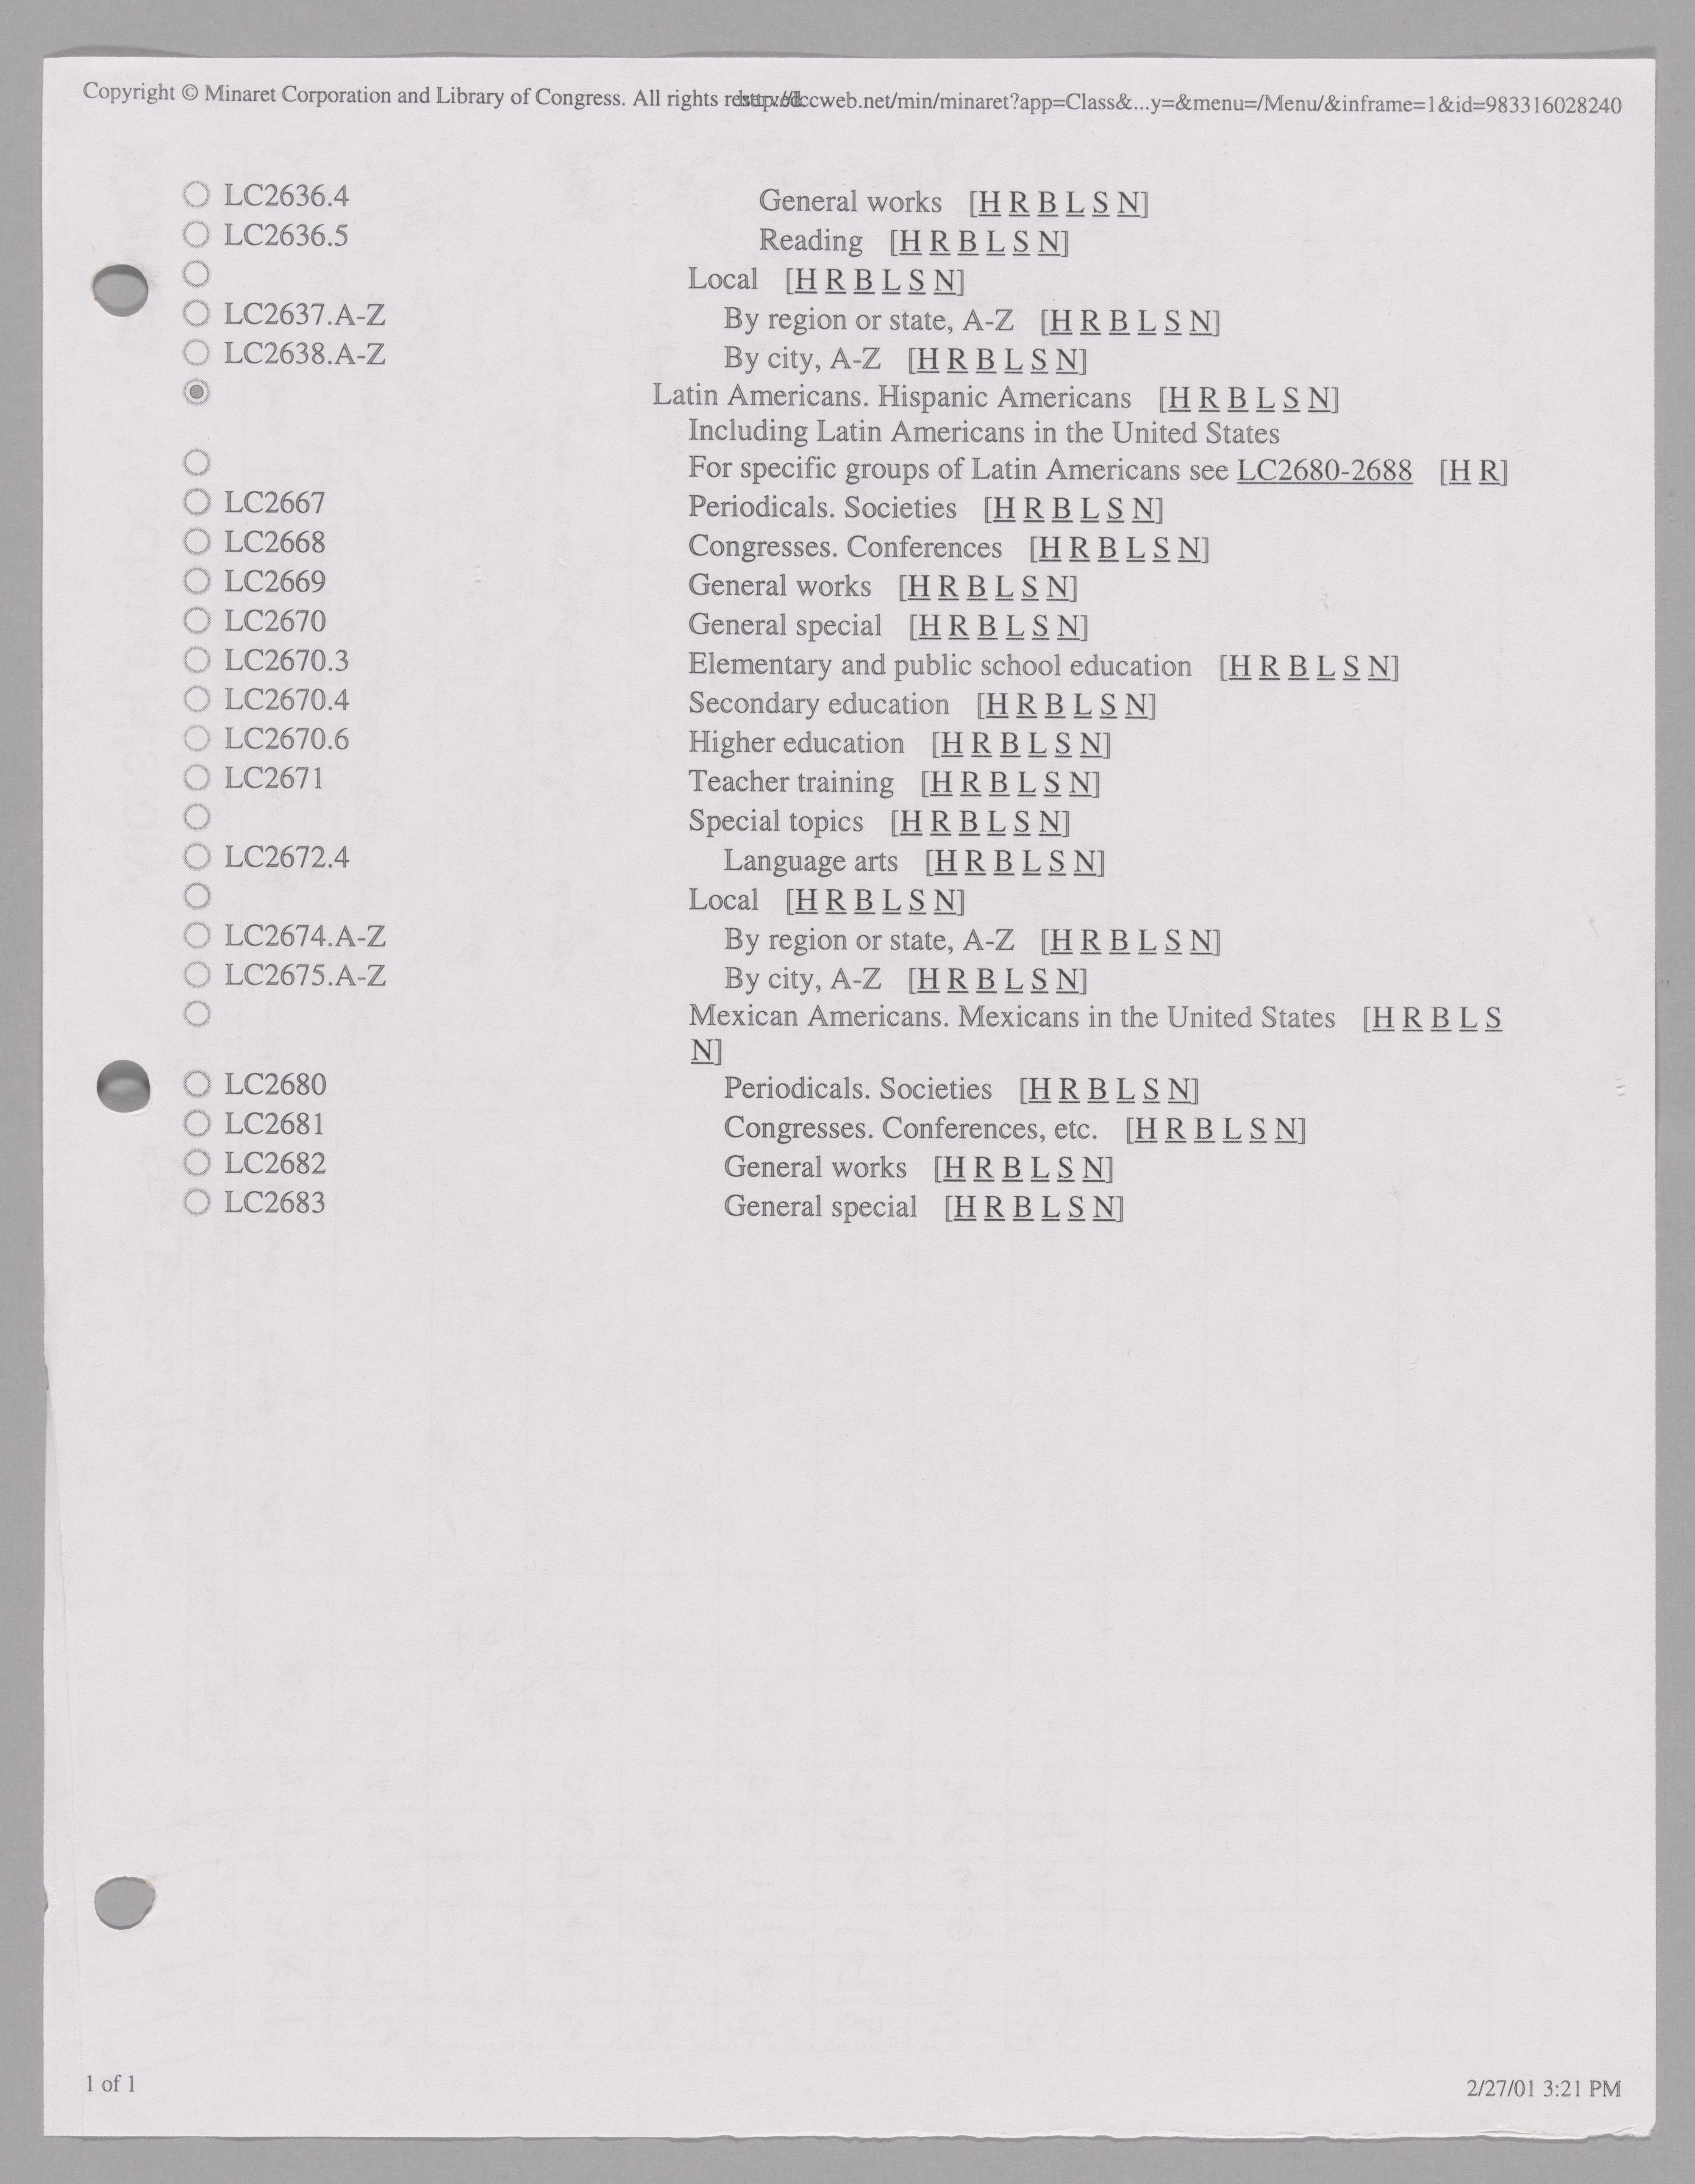 Copyright © Minaret Corporation and Library of Congress. All rights ccweb.net/min/minaret?app=Class&...y=&menu=/Menu/&inframe=1&id=983316028240
LC2636.4 General works [H R B L S N]
LC2636.5 Reading [H R B L S N]
Local [H R B L S N]
LC2637.A-Z By region or state, A-Z [H R B L S N]
LC2638.A-Z By city, A-Z [H R B L S N]
Latin Americans. Hispanic Americans [H R B L S N]
Including Latin Americans in the United States
For specific groups of Latin Americans see LC2680-2688 [H R]
LC2667 Periodicals. Societies [H R B L S N]
LC2668 Congresses. Conferences [H R B L S N]
LC2669 General works [H R B L S N]
LC2670 General special [H R B L S N]
LC2670.3 Elementary and public school education [H R B L S N]
LC2670.4 Secondary education [H R B L S N]
LC2670.6 Higher education [H R B L S N]
LC2671 Teacher training [H R B L S N]
Special topics [H R B L S N]
LC2672.4 Language arts [H R B L S N]
Local [H R B L S N]
LC2674.A-Z By region or state, A-Z [H R B L S N]
LC2675.A-Z By city, A-Z [H R B L S N]
Mexican Americans. Mexicans in the United States [H R B L S
N]
LC2680 Periodicals. Societies [H R B L S N]
LC2681 Congresses. Conferences, etc. [H R B L S N]
LC2682 General works [H R B L S N]
LC2683 General special [H R B L S N]
1 of 1
2/27/01 3:21 PM